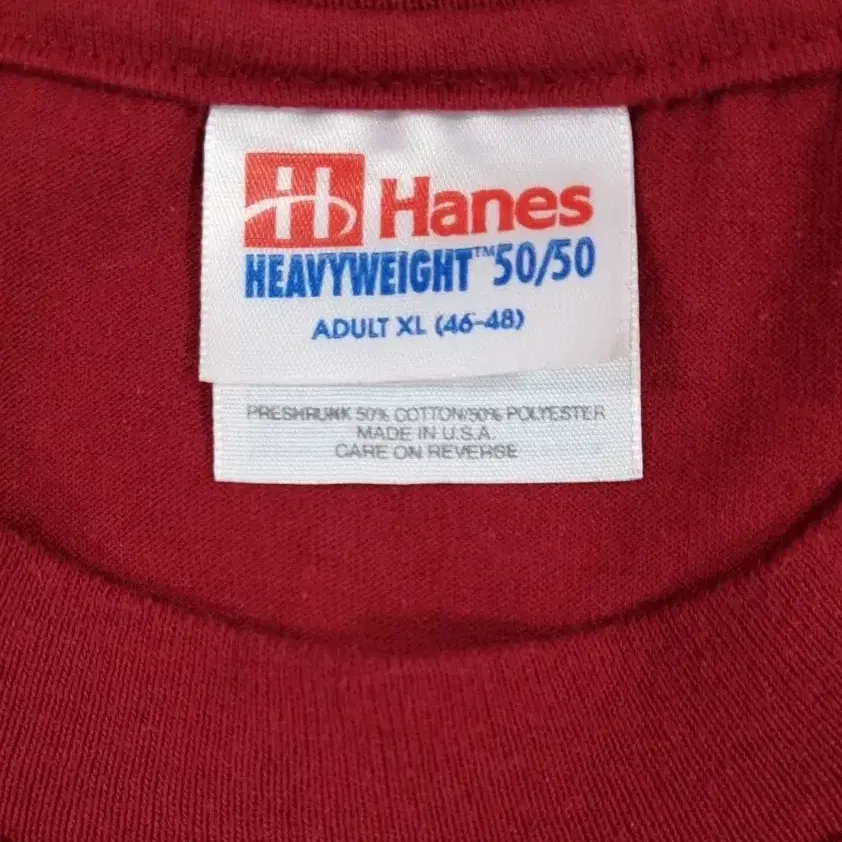 H Hanes
HEAVYWEIGHT™ 50/50
ADULT XL (46-48)
PRESHRUNK 50% COTTON/50% POLYESTER
MADE IN U.S.A.
CARE ON REVERSE